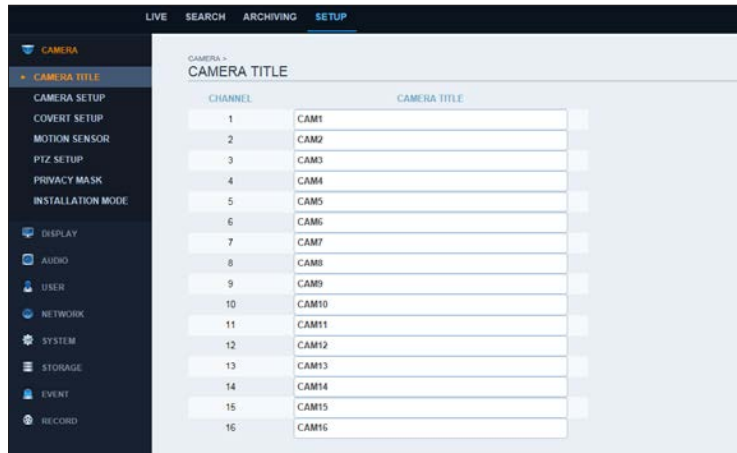 LIVE SEARCH ARCHIVING SETUP
CAMERA
CAMERA TITLE
CAMERA SETUP
COVERT SETUP
MOTION SENSOR
PTZ SETUP
PRIVACY MASK
INSTALLATION MODE
DISPLAY
AUDIO
USER
NETWORK
SYSTEM
STORAGE
EVENT
RECORD
CAMERA >
CAMERA TITLE
CHANNEL CAMERA TITLE
1 CAM1
2 CAM2
3 CAM3
4 CAM4
5 CAM5
6 CAM6
7 CAM7
8 CAM8
9 CAM9
10 CAM10
11 CAM11
12 CAM12
13 CAM13
14 CAM14
15 CAM15
16 CAM16